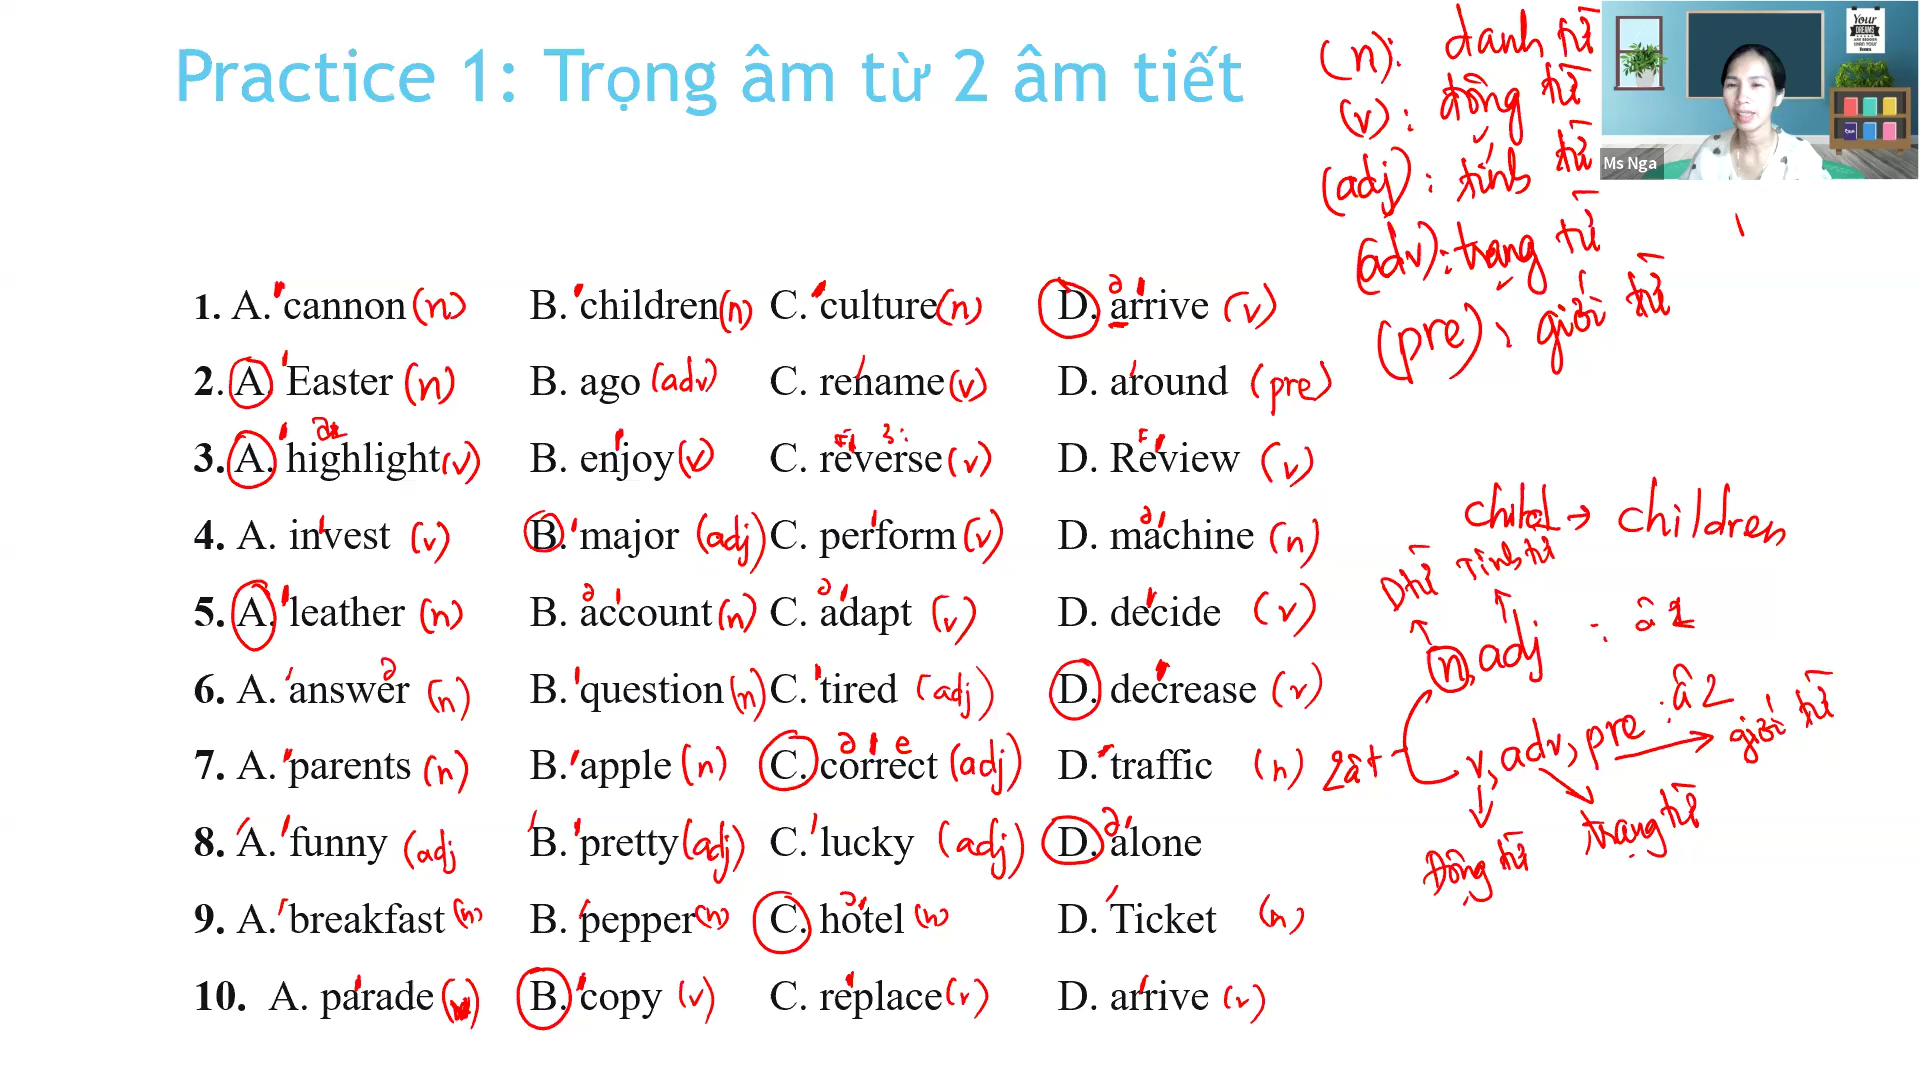 Practice 1: Trọng âm từ 2 âm tiết
(n): danh từ
(v): động từ
(adj): tính từ
(adv): trạng từ
(pre): giới từ
Your
DREAMS
Ms Nga
1. A. 'cannon (n) B. 'children (n) C. 'culture (n) D. arrive (v)
2. A. 'Easter (n) B. ago (adv) C. rename (v) D. around (pre)
3. A. highlight (v) B. enjoy (v) C. reverse (v) D. Review (v)
4. A. invest (v) B. 'major (adj) C. perform (v) D. machine (n)
5. A. 'leather (n) B. account (n) C. adapt (v) D. decide (v)
6. A. 'answer (n) B. 'question (n) C. 'tired (adj) D. decrease (v)
7. A. 'parents (n) B. 'apple (n) C. correct (adj) D. 'traffic (n)
8. A. 'funny (adj B. 'pretty (adj) C. 'lucky (adj) D. alone
9. A. 'breakfast (n) B. pepper (n) C. hotel (n) D. Ticket (n)
10. A. parade B. 'copy (v) C. replace (v) D. arrive (v)
child → children
Dtừ Tính từ
n, adj : â 1
2 ât v, adv, pre : â 2
giới từ
Động từ trạng từ